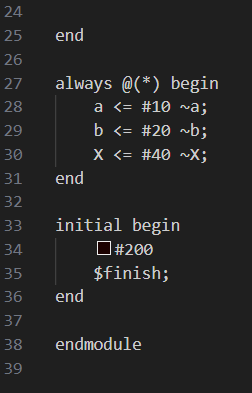 24
25 end
26
27 always @(*) begin
28 a <= #10 ~a;
29 b <= #20 ~b;
30 X <= #40 ~X;
31 end
32
33 initial begin
34 #200
35 $finish;
36 end
37
38 endmodule
39